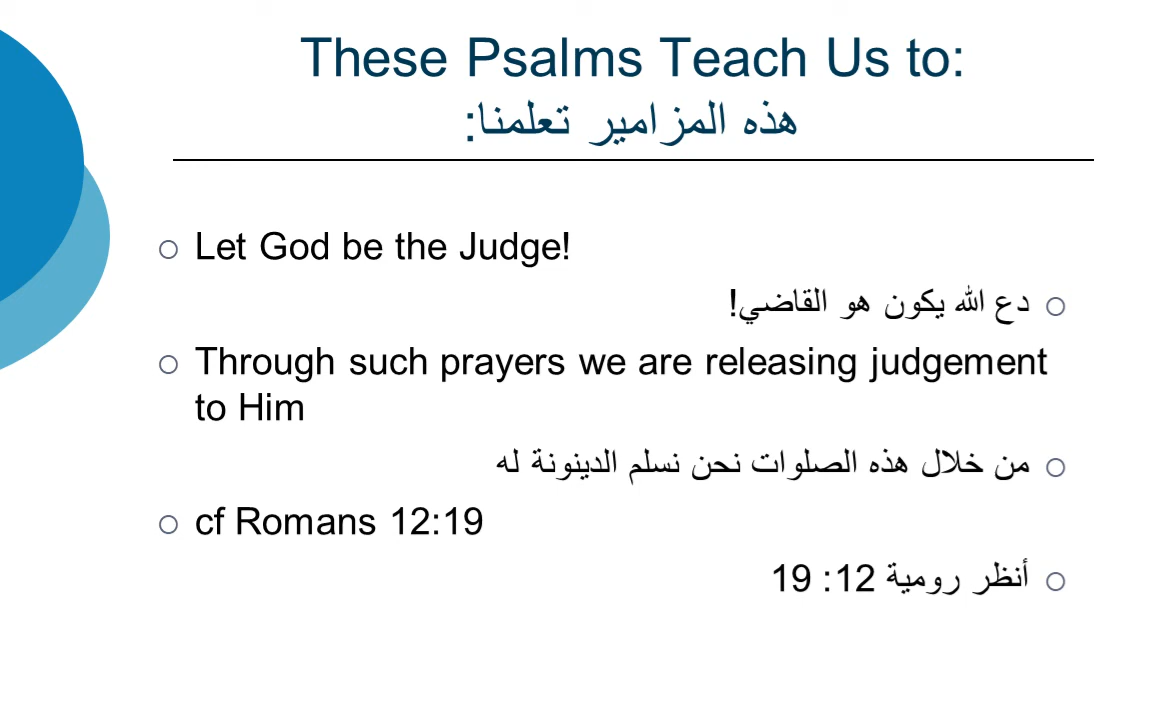 These Psalms Teach Us to:
هذه المزامير تعلمنا:
Let God be the Judge!
دع الله يكون هو القاضي!
Through such prayers we are releasing judgement
to Him
من خلال هذه الصلوات نحن نسلم الدينونة له
cf Romans 12:19
أنظر رومية 12: 19